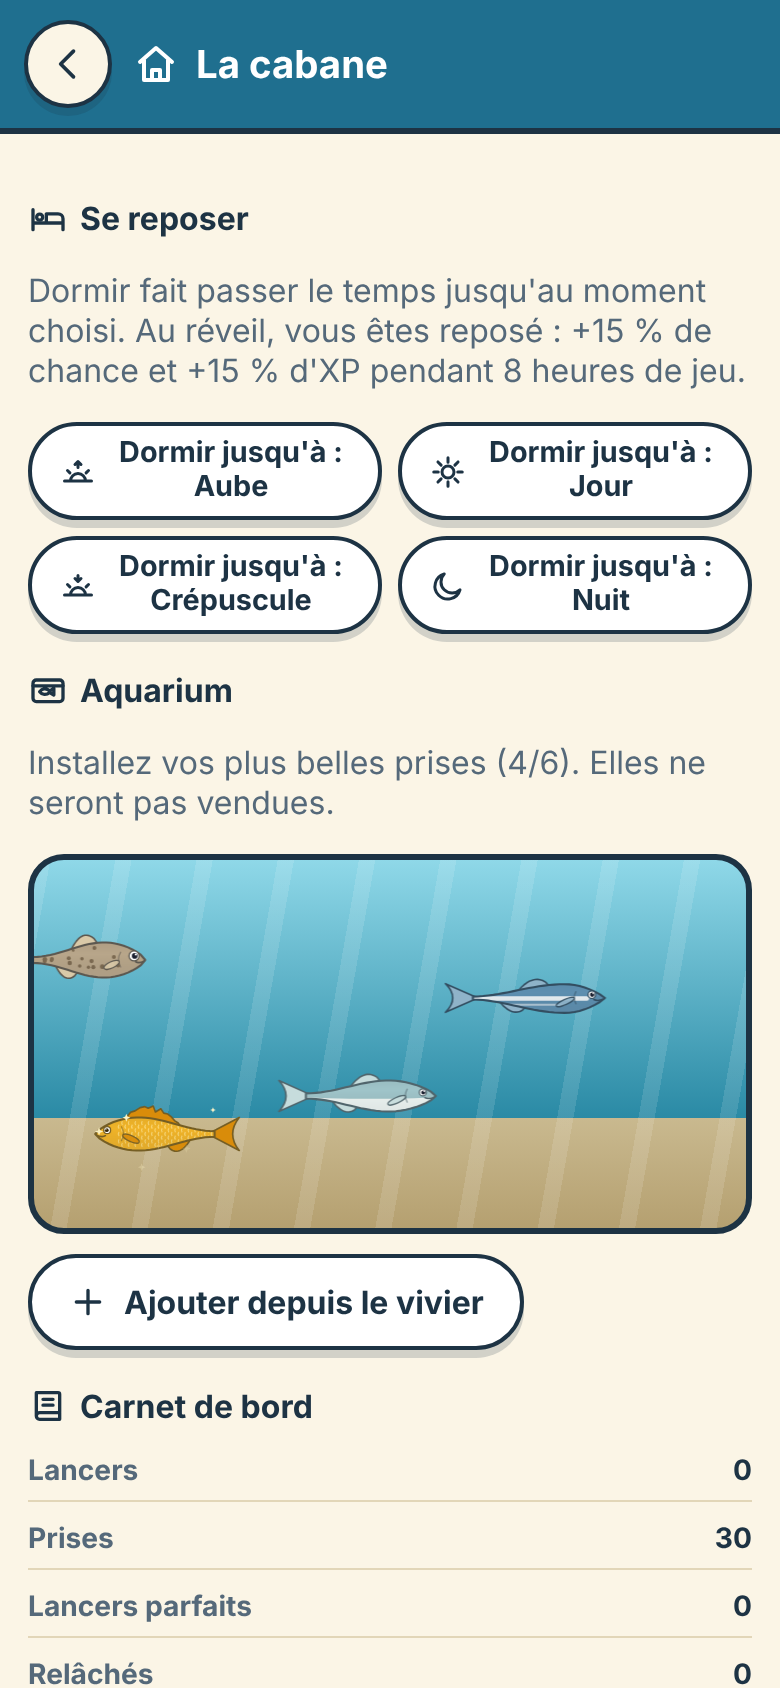 La cabane
Se reposer
Dormir fait passer le temps jusqu'au moment
choisi. Au réveil, vous êtes reposé : +15 % de
chance et +15 % d'XP pendant 8 heures de jeu.
Dormir jusqu'à :
Aube
Dormir jusqu'à :
Jour
Dormir jusqu'à :
Crépuscule
Dormir jusqu'à :
Nuit
Aquarium
Installez vos plus belles prises (4/6). Elles ne
seront pas vendues.
Ajouter depuis le vivier
Carnet de bord
Lancers 0
Prises 30
Lancers parfaits 0
Relâchés 0